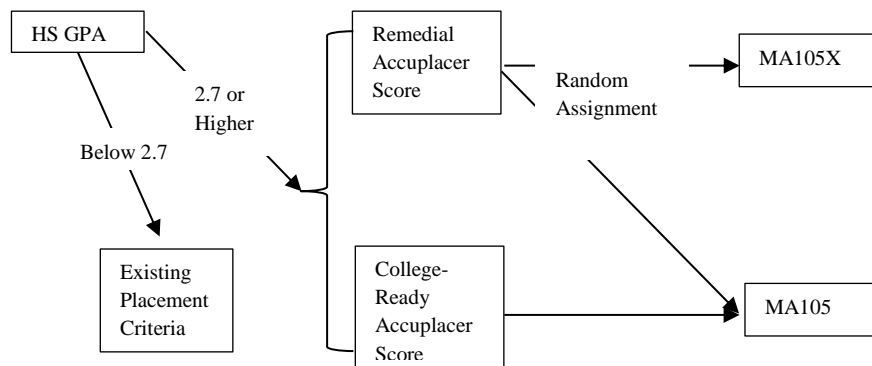 HS GPA
2.7 or
Higher
Below 2.7
Existing
Placement
Criteria
Remedial
Accuplacer
Score
College-
Ready
Accuplacer
Score
Random
Assignment
MA105X
MA105